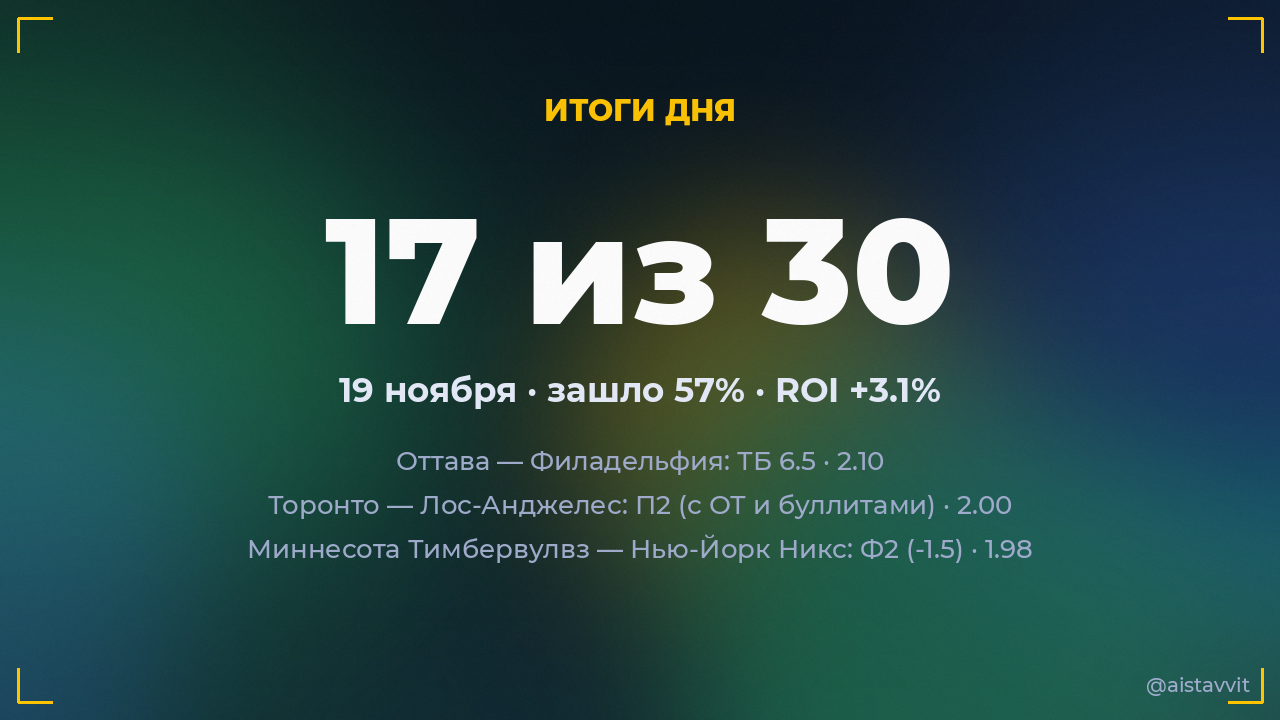 ИТОГИ ДНЯ
17 из 30
19 ноября · зашло 57% · ROI +3.1%
Оттава — Филадельфия: ТБ 6.5 · 2.10
Торонто — Лос-Анджелес: П2 (с ОТ и буллитами) · 2.00
Миннесота Тимбервулвз — Нью-Йорк Никс: Ф2 (-1.5) · 1.98
@aistavvit